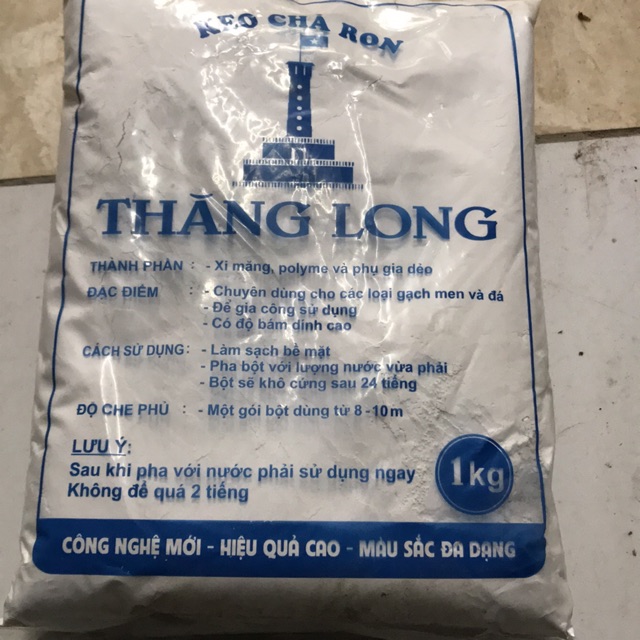 KEO CHÀ RON
THĂNG LONG
THÀNH PHẦN : - Xi măng, polyme và phụ gia dẻo
ĐẶC ĐIỂM : - Chuyên dùng cho các loại gạch men và đá
- Để gia công sử dụng
- Có độ bám dính cao
CÁCH SỬ DỤNG: - Làm sạch bề mặt
- Pha bột với lượng nước vừa phải
- Bột sẽ khô cứng sau 24 tiếng
ĐỘ CHE PHỦ : - Một gói bột dùng từ 8 -10m
LƯU Ý:
Sau khi pha với nước phải sử dụng ngay
Không để quá 2 tiếng
1kg
CÔNG NGHỆ MỚI - HIỆU QUẢ CAO - MÀU SẮC ĐA DẠNG